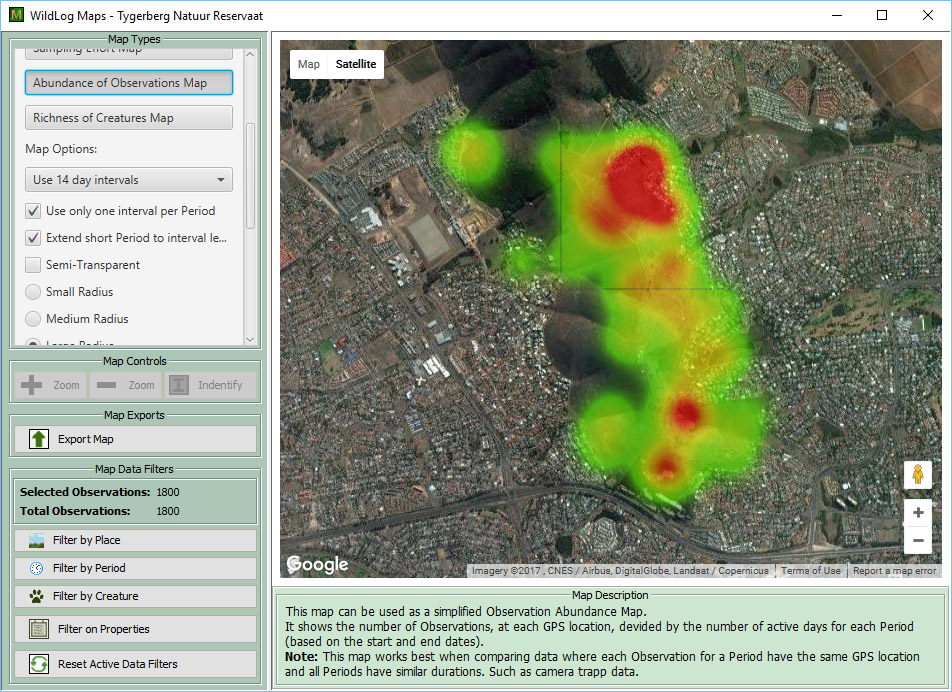 WildLog Maps - Tygerberg Natuur Reservaat
Map Types
Sampling Effort Map
Abundance of Observations Map
Richness of Creatures Map
Map Options:
Use 14 day intervals
Use only one interval per Period
Extend short Period to interval le...
Semi-Transparent
Small Radius
Medium Radius
Large Radius
Map Controls
Zoom
Zoom
Indentify
Map Exports
Export Map
Map Data Filters
Selected Observations: 1800
Total Observations: 1800
Filter by Place
Filter by Period
Filter by Creature
Filter on Properties
Reset Active Data Filters
Map Satellite
Google
Imagery ©2017 , CNES / Airbus, DigitalGlobe, Landsat / Copernicus Terms of Use Report a map error
Map Description
This map can be used as a simplified Observation Abundance Map.
It shows the number of Observations, at each GPS location, devided by the number of active days for each Period
(based on the start and end dates).
Note: This map works best when comparing data where each Observation for a Period have the same GPS location
and all Periods have similar durations. Such as camera trapp data.